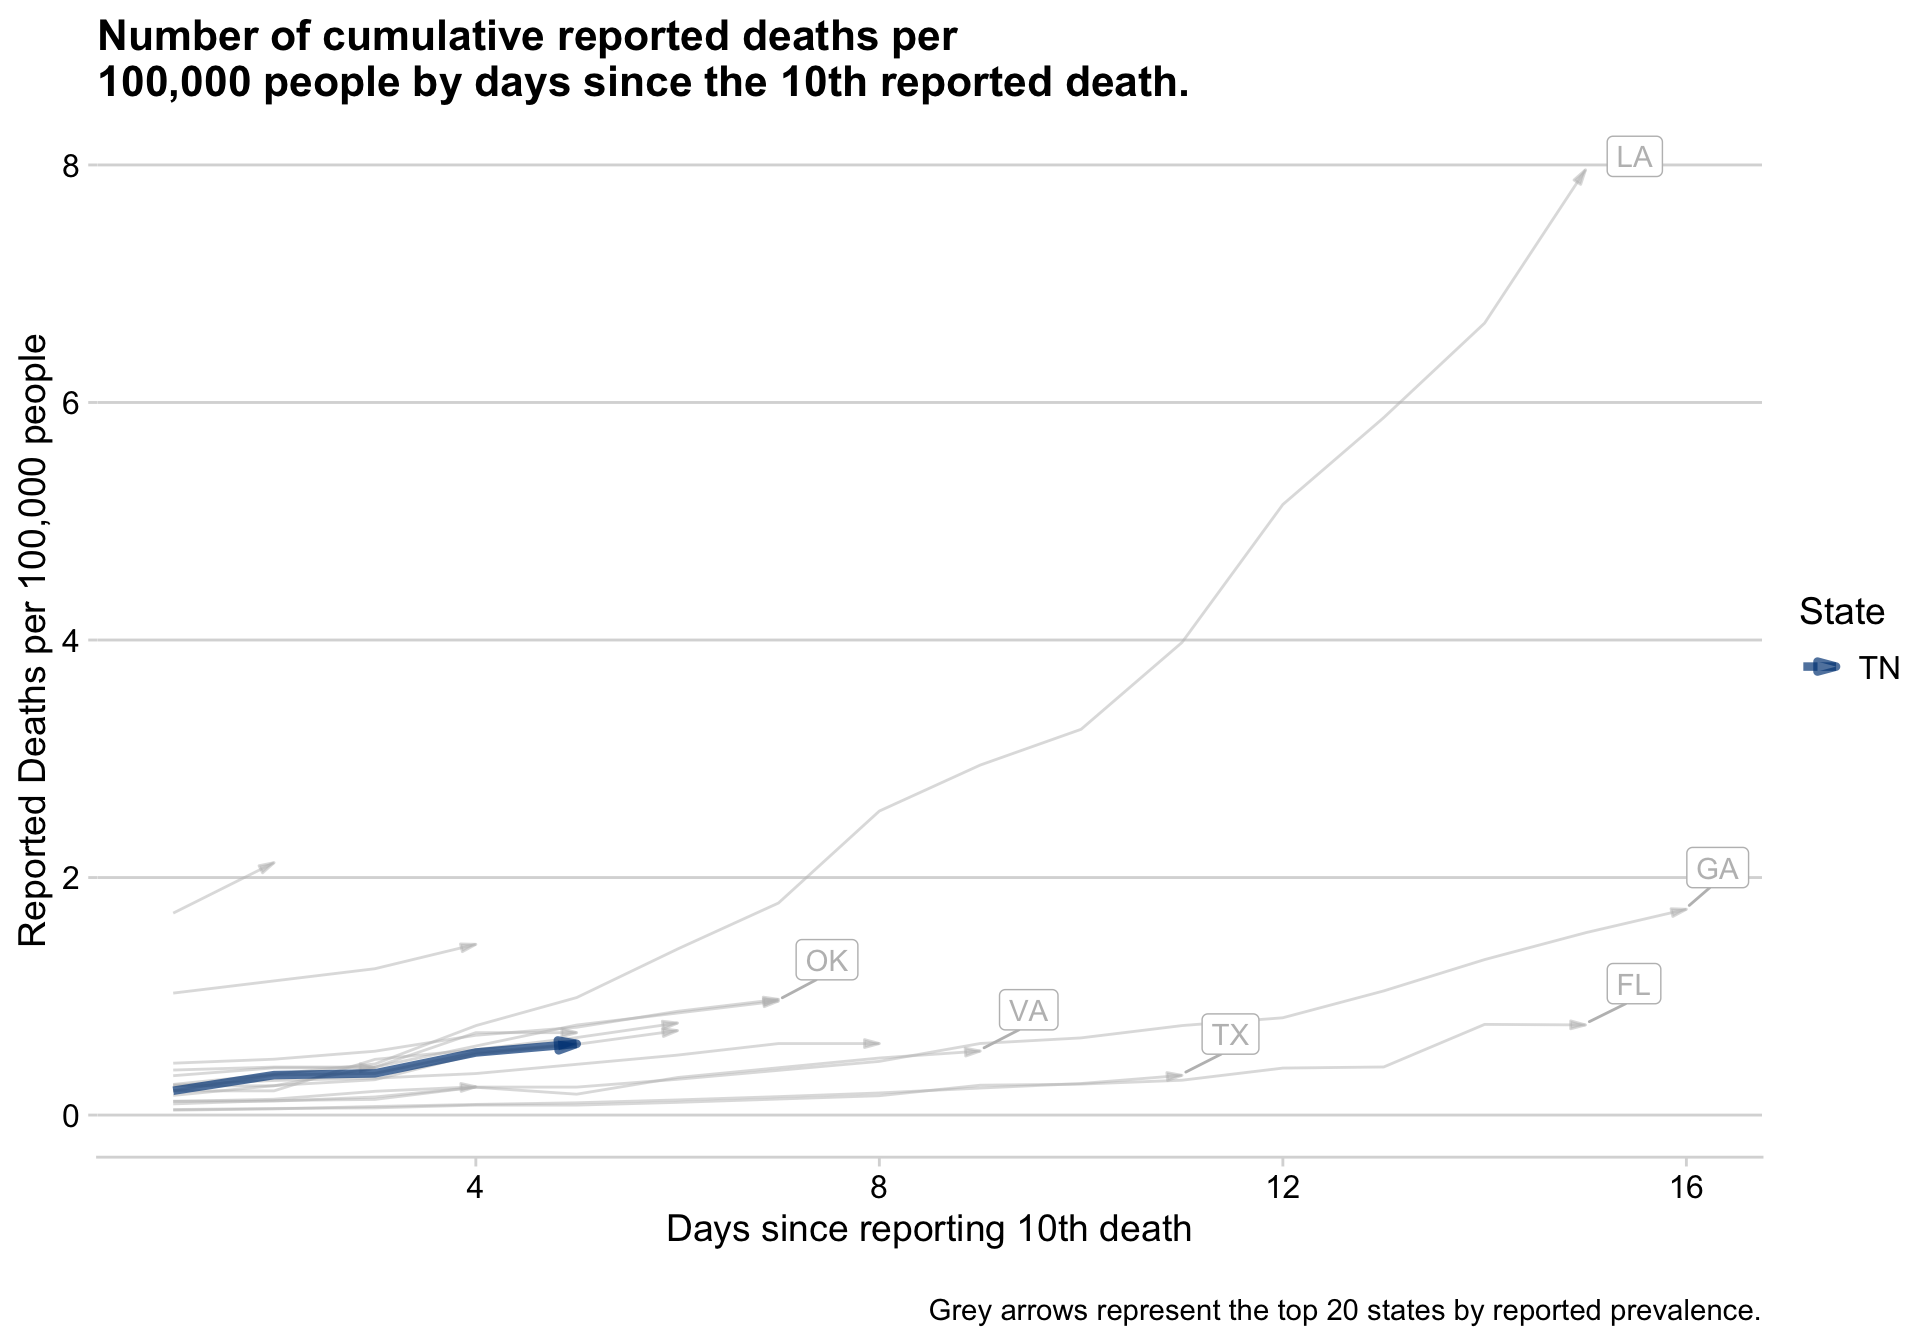 Number of cumulative reported deaths per
100,000 people by days since the 10th reported death.
Reported Deaths per 100,000 people
8
6
4
2
0
LA
GA
FL
TX
VA
OK
State
TN
4
8
12
16
Days since reporting 10th death
Grey arrows represent the top 20 states by reported prevalence.